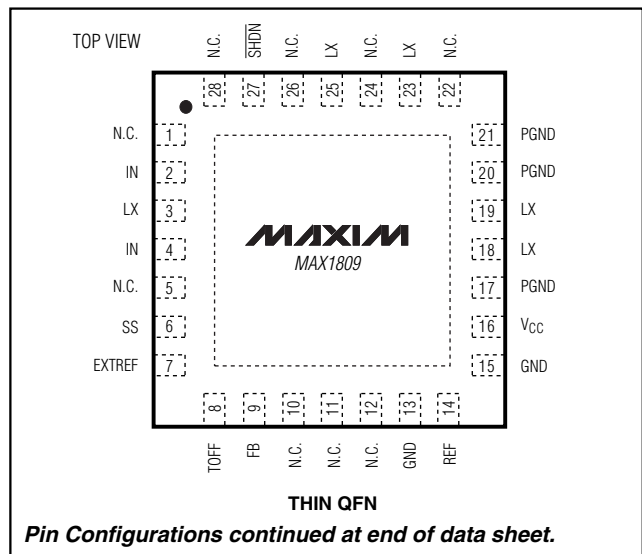 TOP VIEW
N.C. SHDN N.C. LX N.C. LX N.C.
28 27 26 25 24 23 22
N.C. 1 21 PGND
IN 2 20 PGND
LX 3 19 LX
MAXIM
IN 4 18 LX
MAX1809
N.C. 5 17 PGND
SS 6 16 VCC
EXTREF 7 15 GND
8 9 10 11 12 13 14
TOFF FB N.C. N.C. N.C. GND REF
THIN QFN
Pin Configurations continued at end of data sheet.